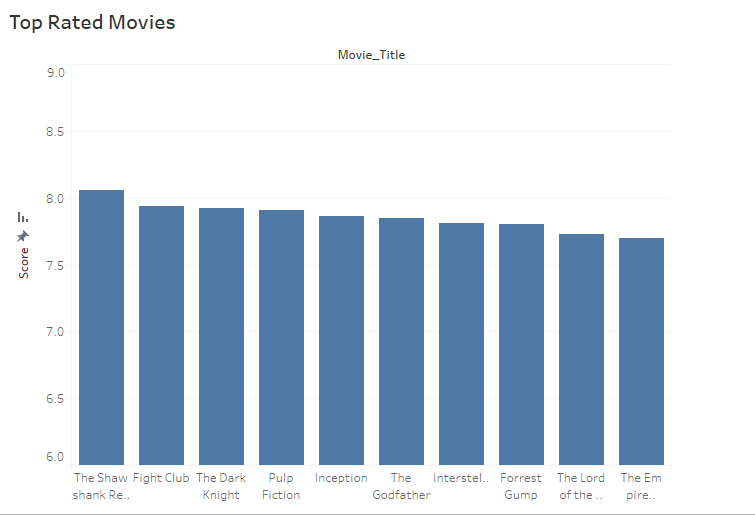 Top Rated Movies
Movie_Title
9.0
8.5
8.0
7.5
7.0
6.5
6.0
Score
The Shaw
shank Re..
Fight Club
The Dark
Knight
Pulp
Fiction
Inception
The
Godfather
Interstel..
Forrest
Gump
The Lord
of the ..
The Em
pire..